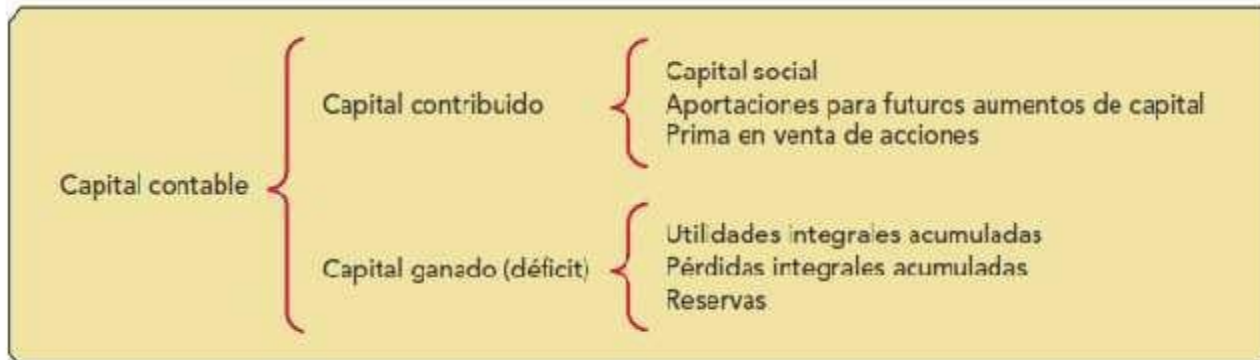 Capital contable
Capital contribuido
Capital social
Aportaciones para futuros aumentos de capital
Prima en venta de acciones
Capital ganado (déficit)
Utilidades integrales acumuladas
Pérdidas integrales acumuladas
Reservas